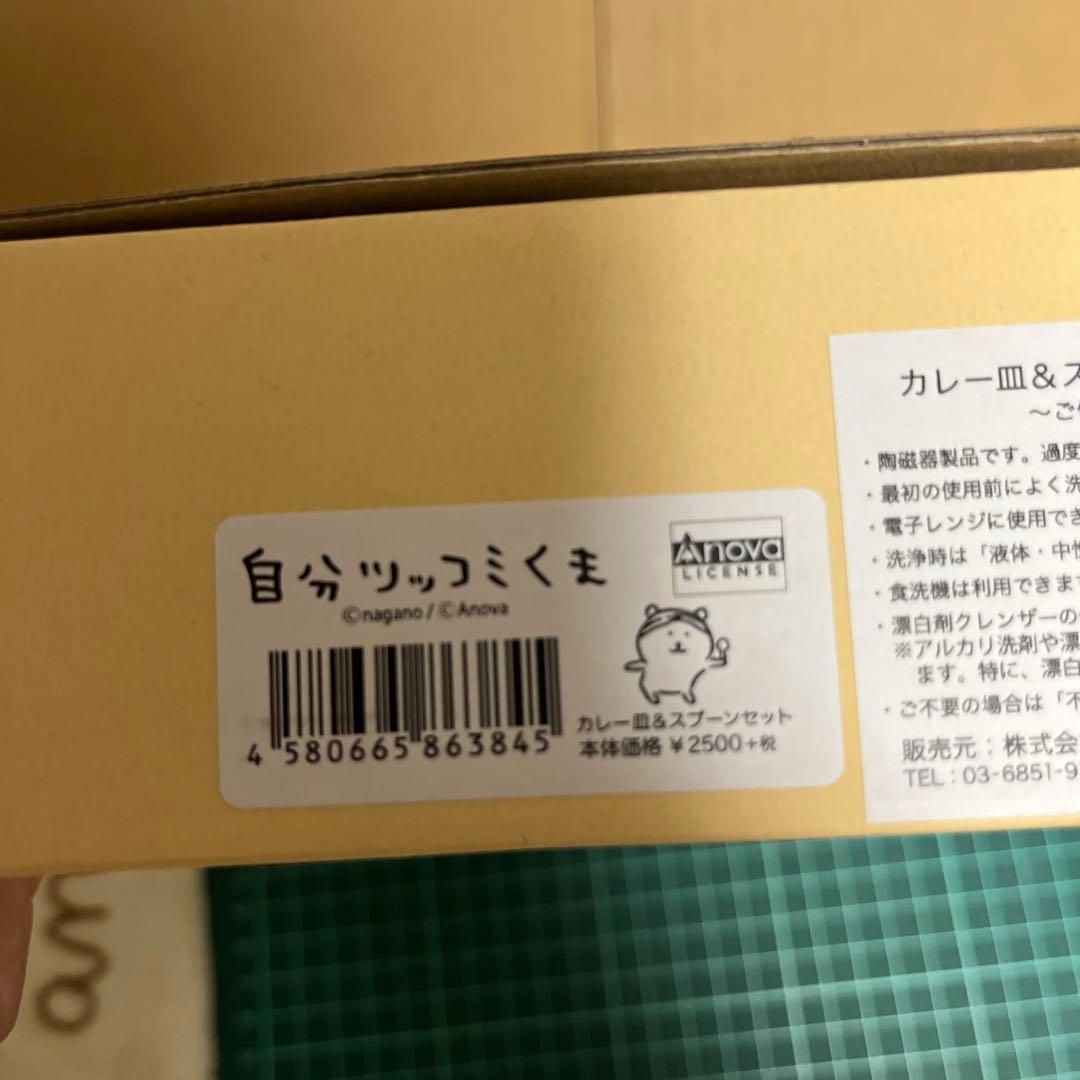 自分ツッコミくま
©nagano / ©Anova
Anova
LICENSE
4 580665 863845
カレー皿&スプーンセット
本体価格 ¥2500+税
カレー皿&ス
～ご
・陶磁器製品です。過度
・最初の使用前によく洗
・電子レンジに使用でき
・洗浄時は「液体・中性
・食洗機は利用できます
・漂白剤クレンザーの
※アルカリ洗剤や漂
ます。特に、漂白
・ご不要の場合は「不
販売元：株式会
TEL：03-6851-9
an